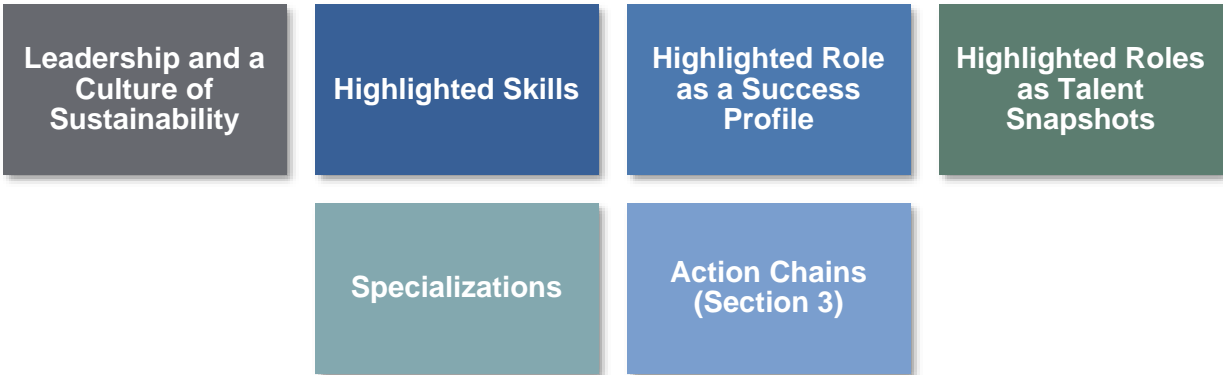 Leadership and a
Culture of
Sustainability
Highlighted Skills
Highlighted Role
as a Success
Profile
Highlighted Roles
as Talent
Snapshots
Specializations
Action Chains
(Section 3)